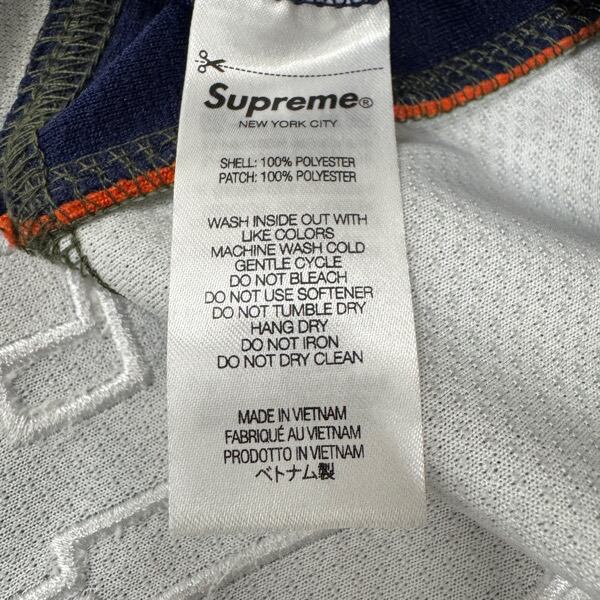 Supreme®
NEW YORK CITY
SHELL: 100% POLYESTER
PATCH: 100% POLYESTER
WASH INSIDE OUT WITH
LIKE COLORS
MACHINE WASH COLD
GENTLE CYCLE
DO NOT BLEACH
DO NOT USE SOFTENER
DO NOT TUMBLE DRY
HANG DRY
DO NOT IRON
DO NOT DRY CLEAN
MADE IN VIETNAM
FABRIQUÉ AU VIETNAM
PRODOTTO IN VIETNAM
ベトナム製